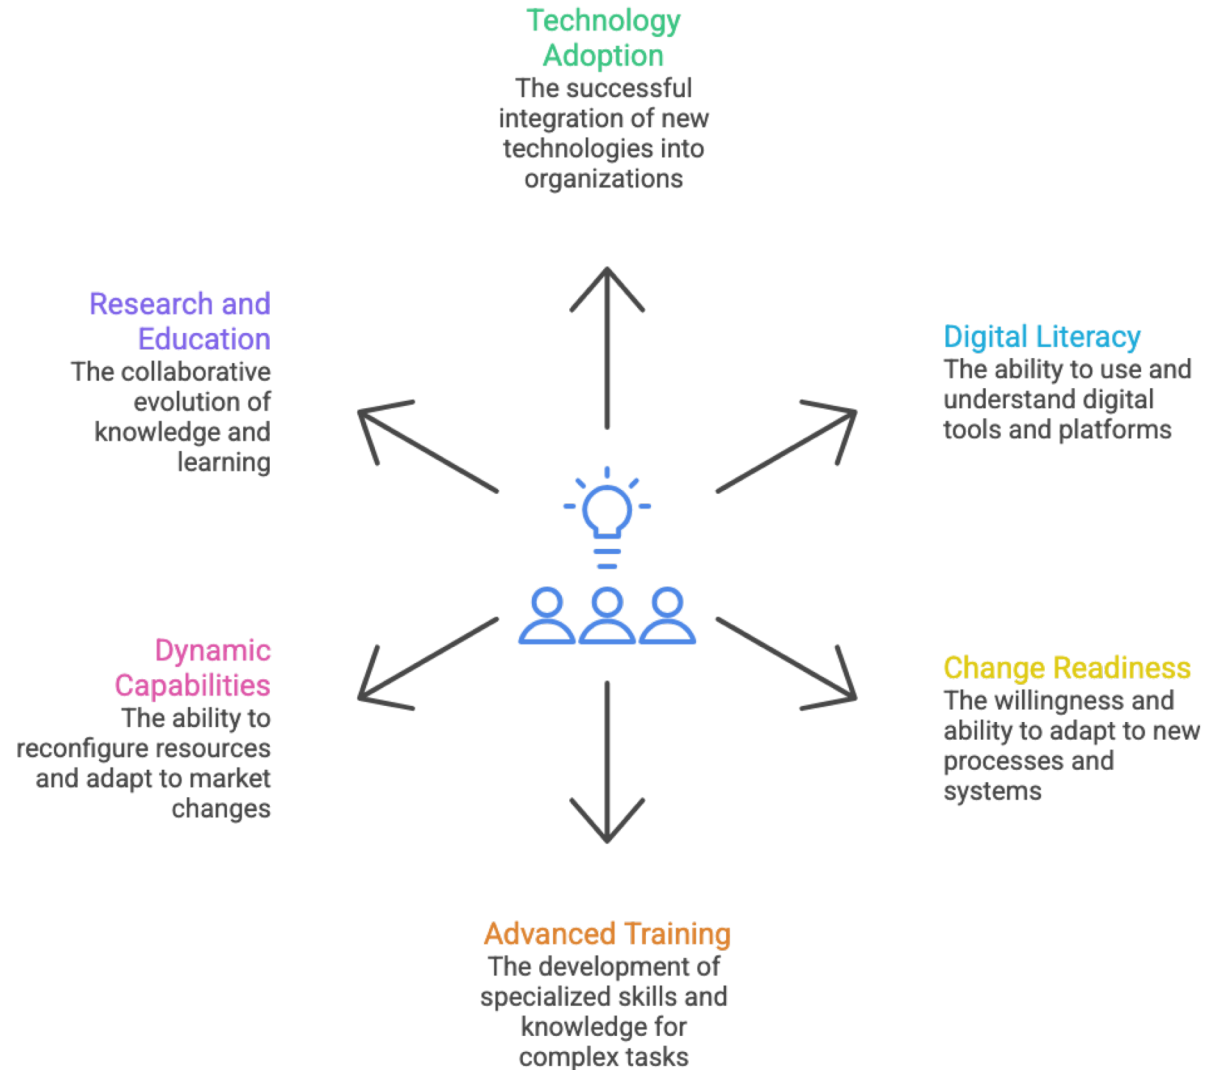 Technology
Adoption
The successful
integration of new
technologies into
organizations
Research and
Education
The collaborative
evolution of
knowledge and
learning
Digital Literacy
The ability to use and
understand digital
tools and platforms
Dynamic
Capabilities
The ability to
reconfigure resources
and adapt to market
changes
Change Readiness
The willingness and
ability to adapt to new
processes and
systems
Advanced Training
The development of
specialized skills and
knowledge for
complex tasks